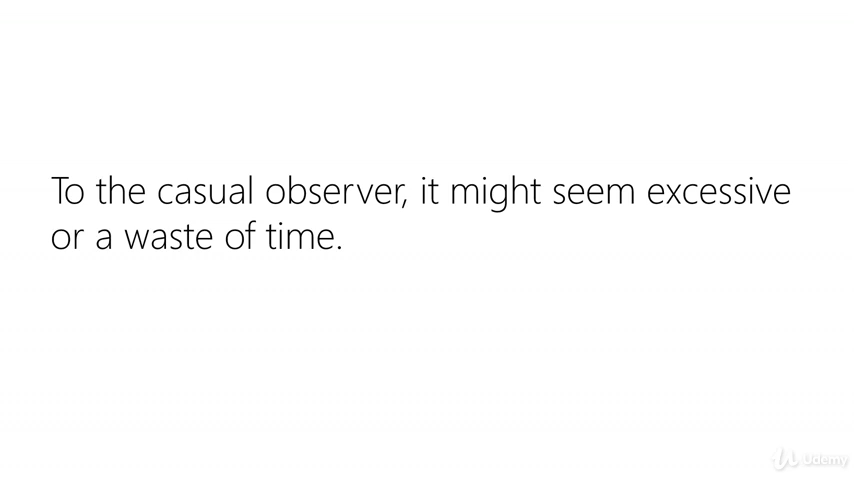 To the casual observer, it might seem excessive
or a waste of time.
Udemy